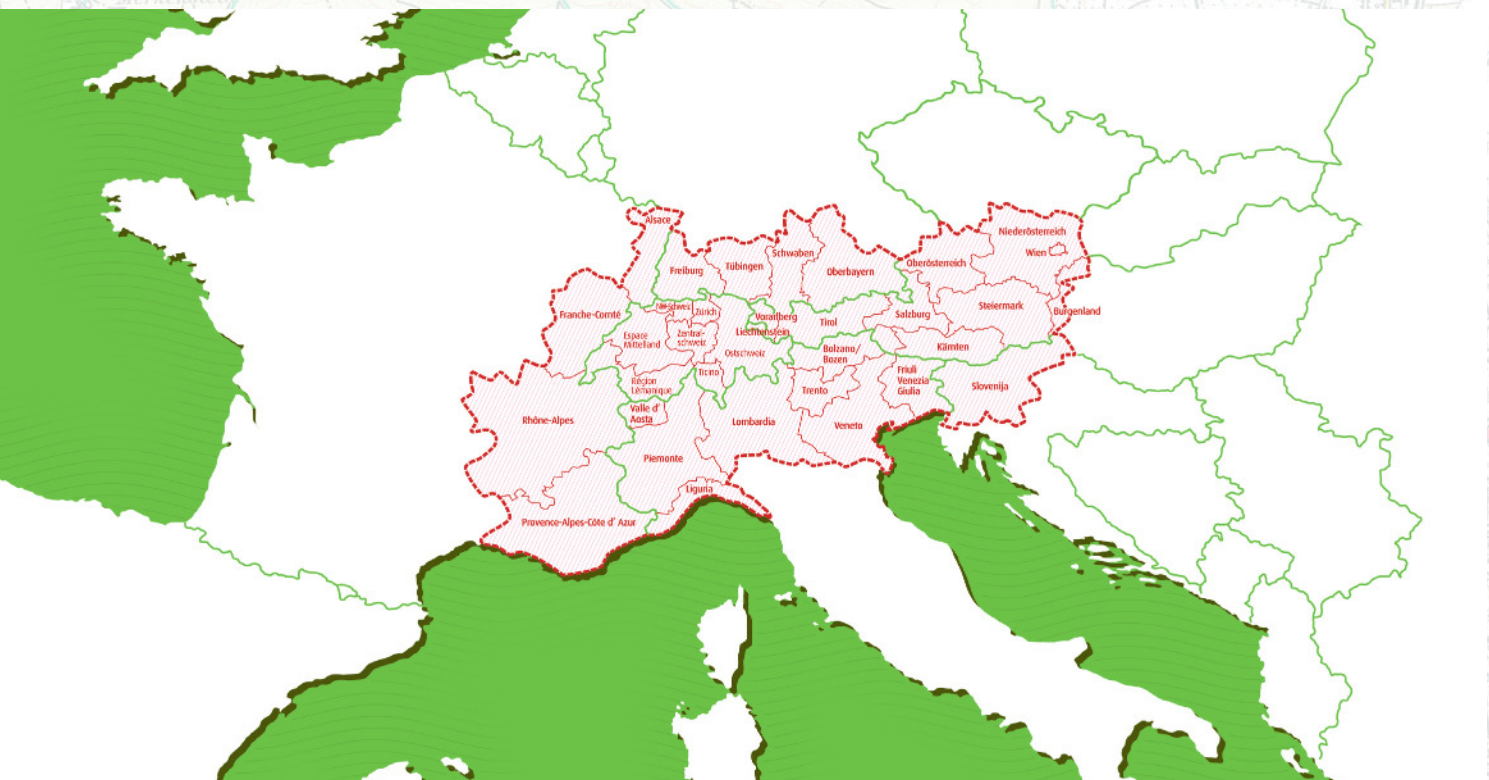 Alsace
Niederösterreich
Wien
Schwaben
Tübingen
Oberösterreich
Freiburg
Oberbayern
Steiermark
Burgenland
Franche-Comté
Zürich
Vorarlberg
Salzburg
Tirol
Liechtenstein
Espace
Mittelland
Zentral-
schweiz
Kärnten
Ostschweiz
Bolzano/
Bozen
Ticino
Friuli
Venezia
Giulia
Région
Lémanique
Slovenija
Trento
Valle d'
Aosta
Rhône-Alpes
Lombardia
Veneto
Piemonte
Liguria
Provence-Alpes-Côte d' Azur